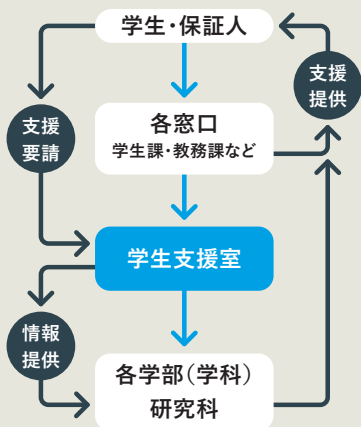 学生・保証人
支援
提供
各窓口
学生課・教務課など
支援
要請
学生支援室
情報
提供
各学部（学科）
研究科